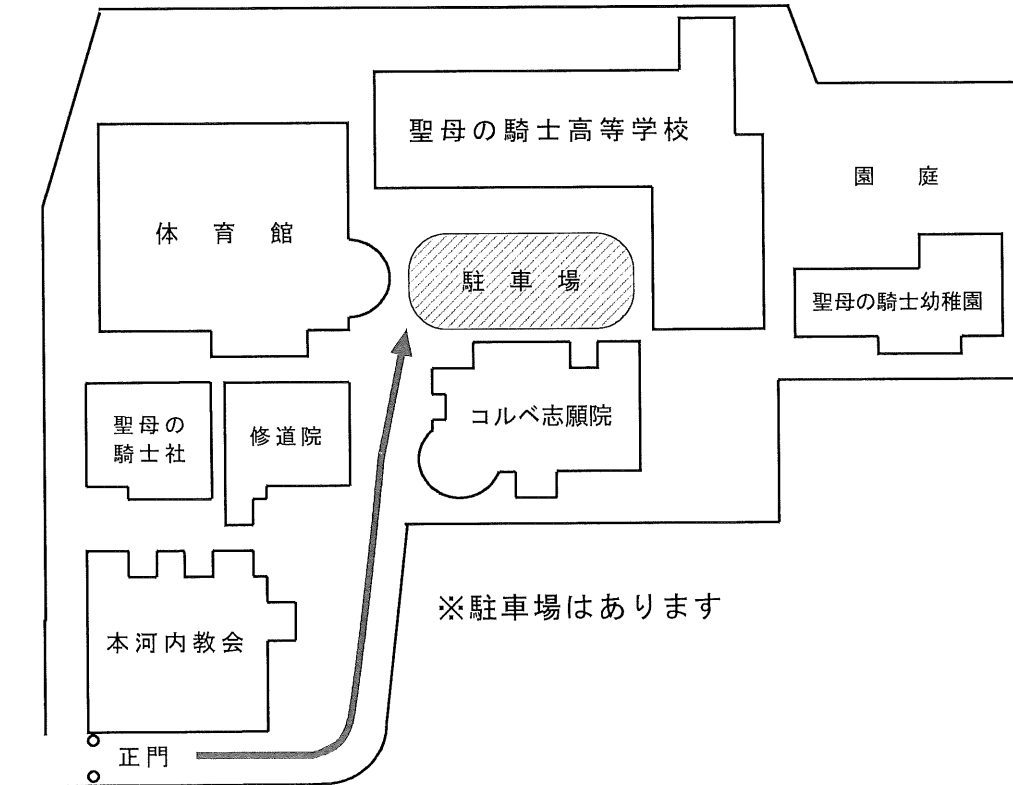 聖母の騎士高等学校
園庭
体育館
駐車場
聖母の騎士幼稚園
聖母の
騎士社
修道院
コルベ志願院
※駐車場はあります
本河内教会
正門